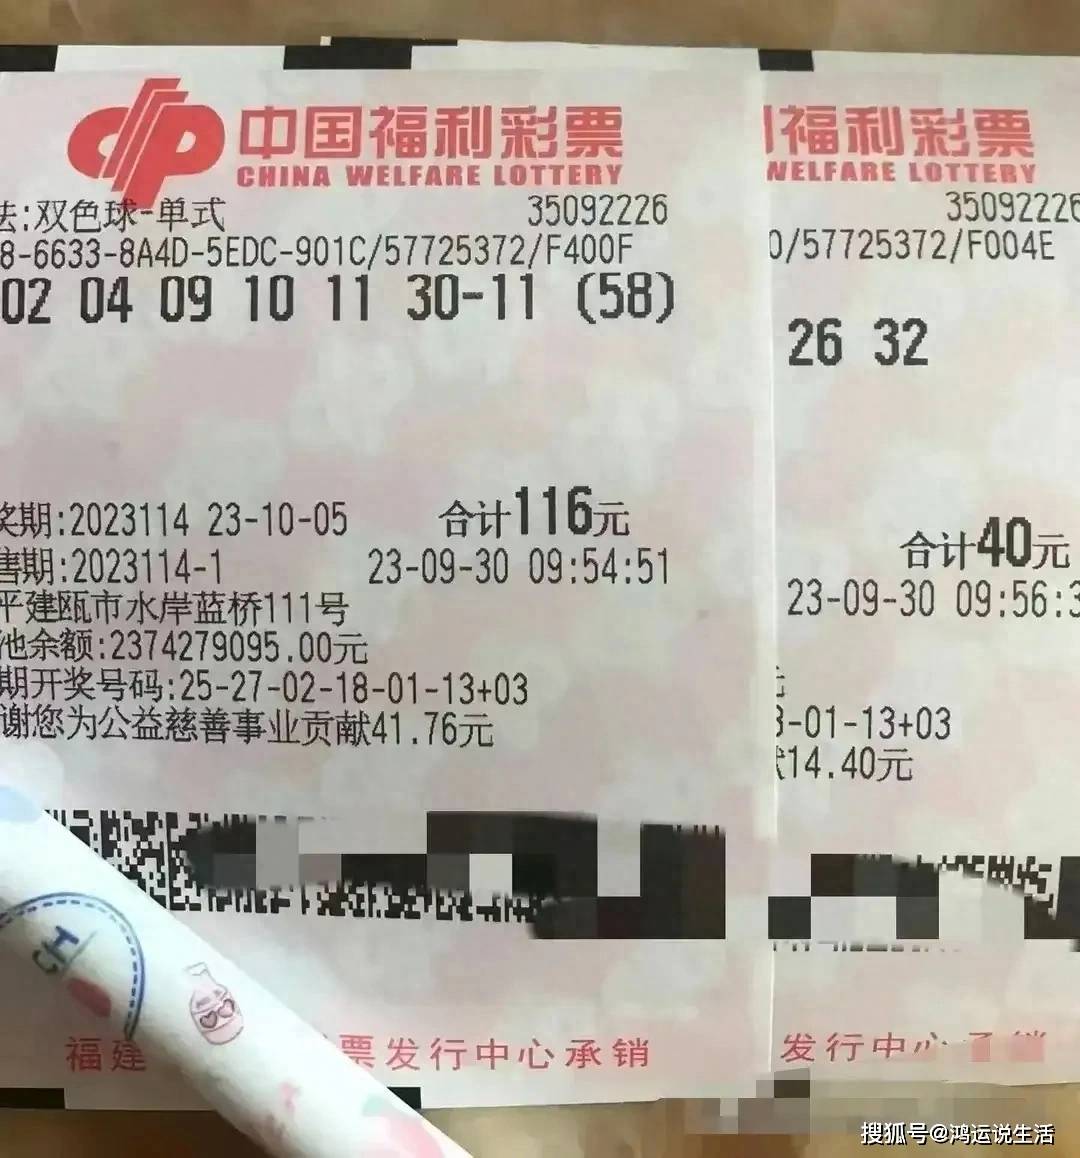 中国福利彩票
CHINA WELFARE LOTTERY
法:双色球-单式 35092226
8-6633-8A4D-5EDC-901C/57725372/F400F
02 04 09 10 11 30-11 (58)
奖期:2023114 23-10-05 合计116元
售期:2023114-1 23-09-30 09:54:51
平建瓯市水岸蓝桥111号
池余额:2374279095.00元
期开奖号码:25-27-02-18-01-13+03
谢您为公益慈善事业贡献41.76元
CH
福建 票发行中心承销
福利彩票
WELFARE LOTTERY
35092226
0/57725372/F004E
26 32
合计40元
23-09-30 09:56:3
元
3-01-13+03
献14.40元
发行中心
搜狐号@鸿运说生活